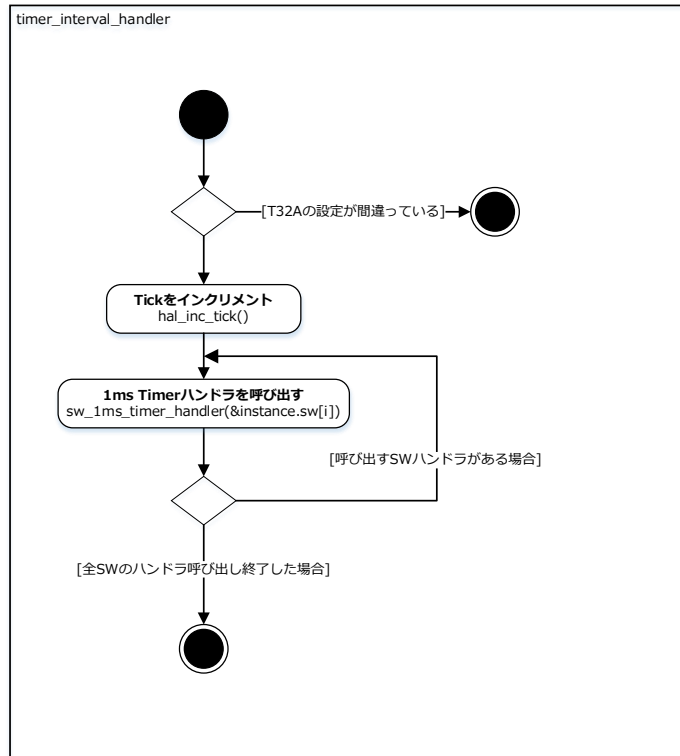 timer_interval_handler
[T32Aの設定が間違っている]
Tickをインクリメント
hal_inc_tick()
1ms Timerハンドラを呼び出す
sw_1ms_timer_handler(&instance.sw[i])
[呼び出すSWハンドラがある場合]
[全SWのハンドラ呼び出し終了した場合]